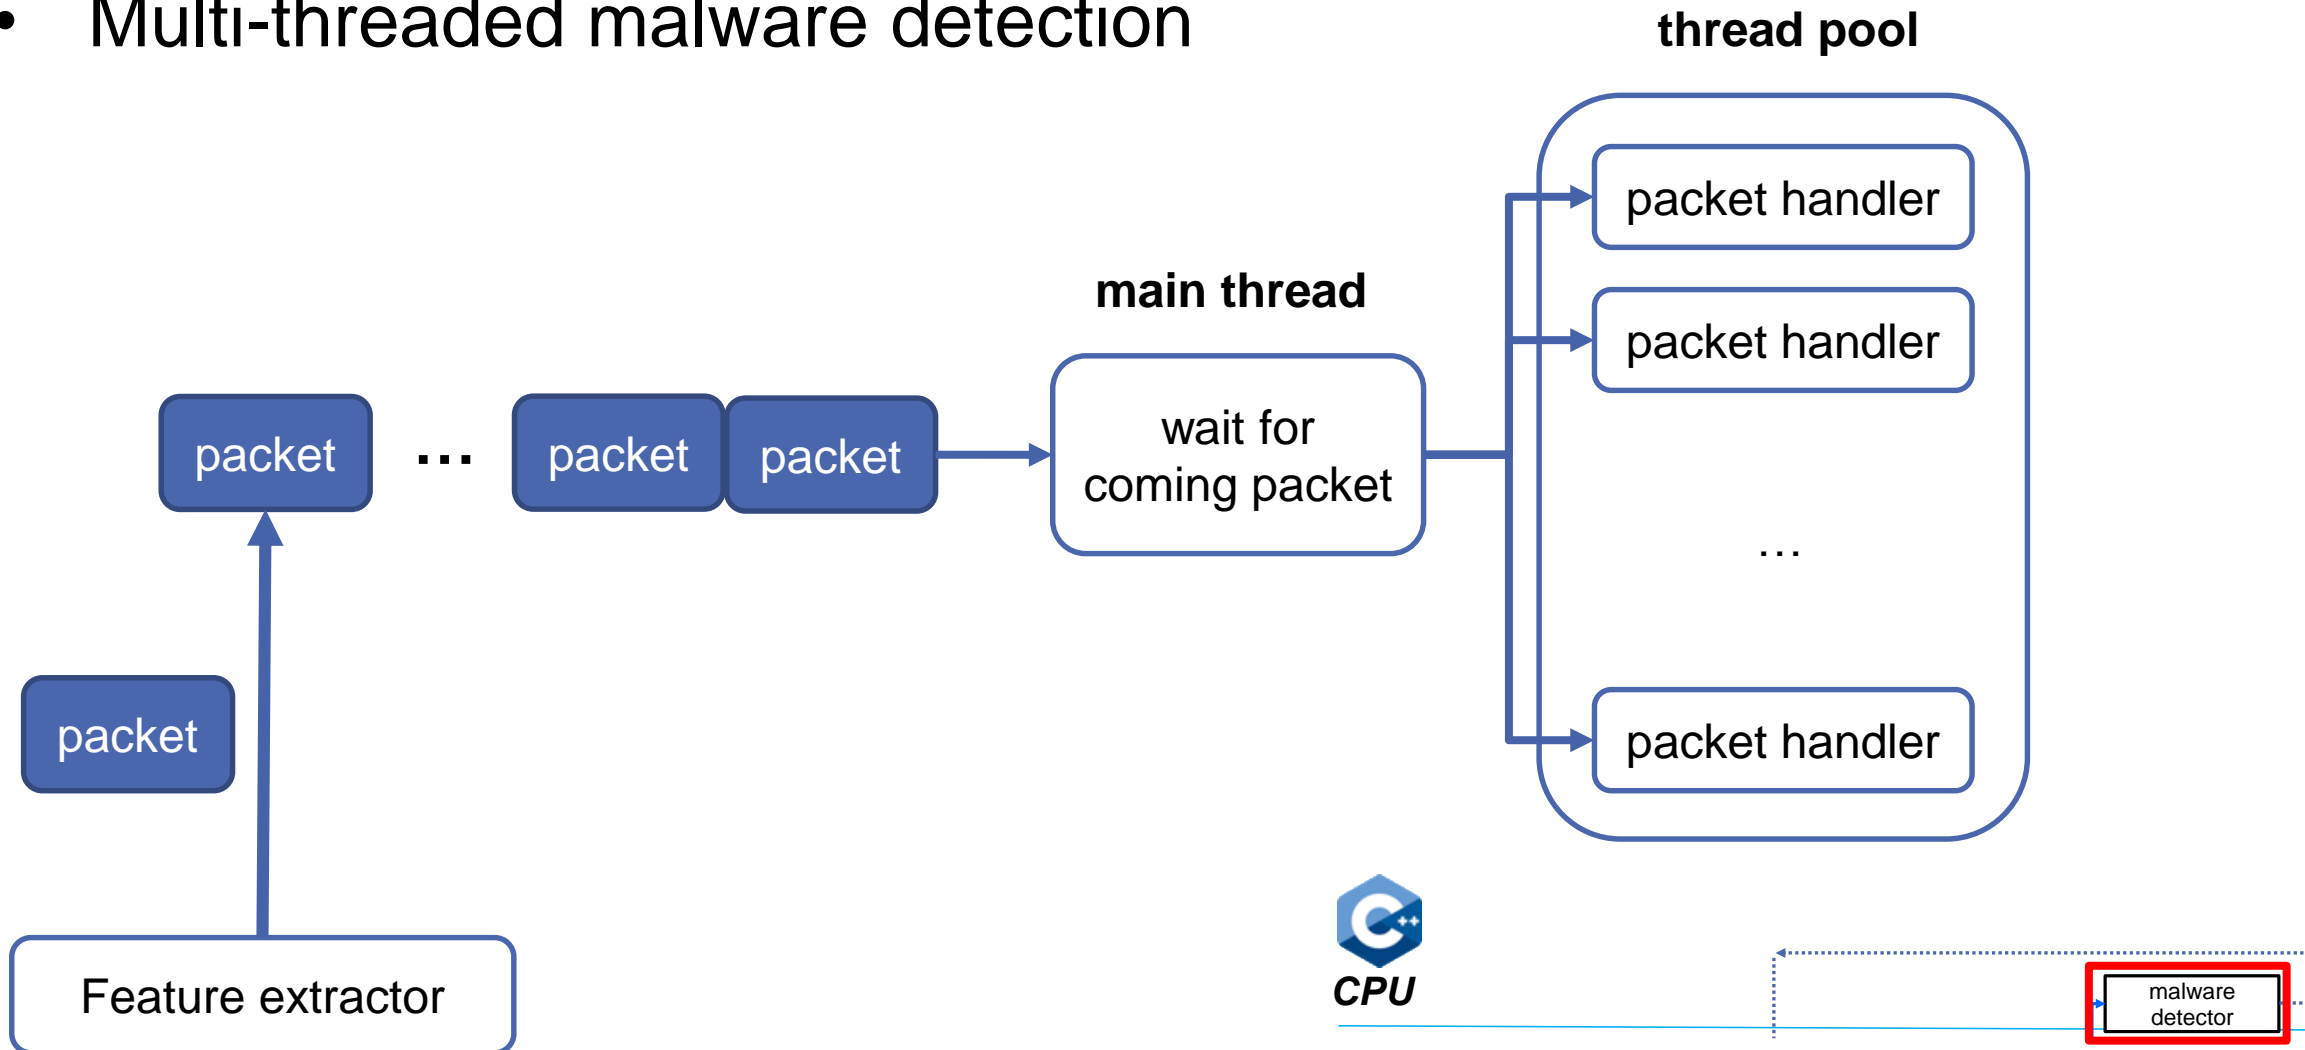 • Multi-threaded malware detection
thread pool
packet handler
packet handler
main thread
wait for
coming packet
packet
...
packet
packet
...
packet handler
packet
Feature extractor
C++
CPU
malware
detector